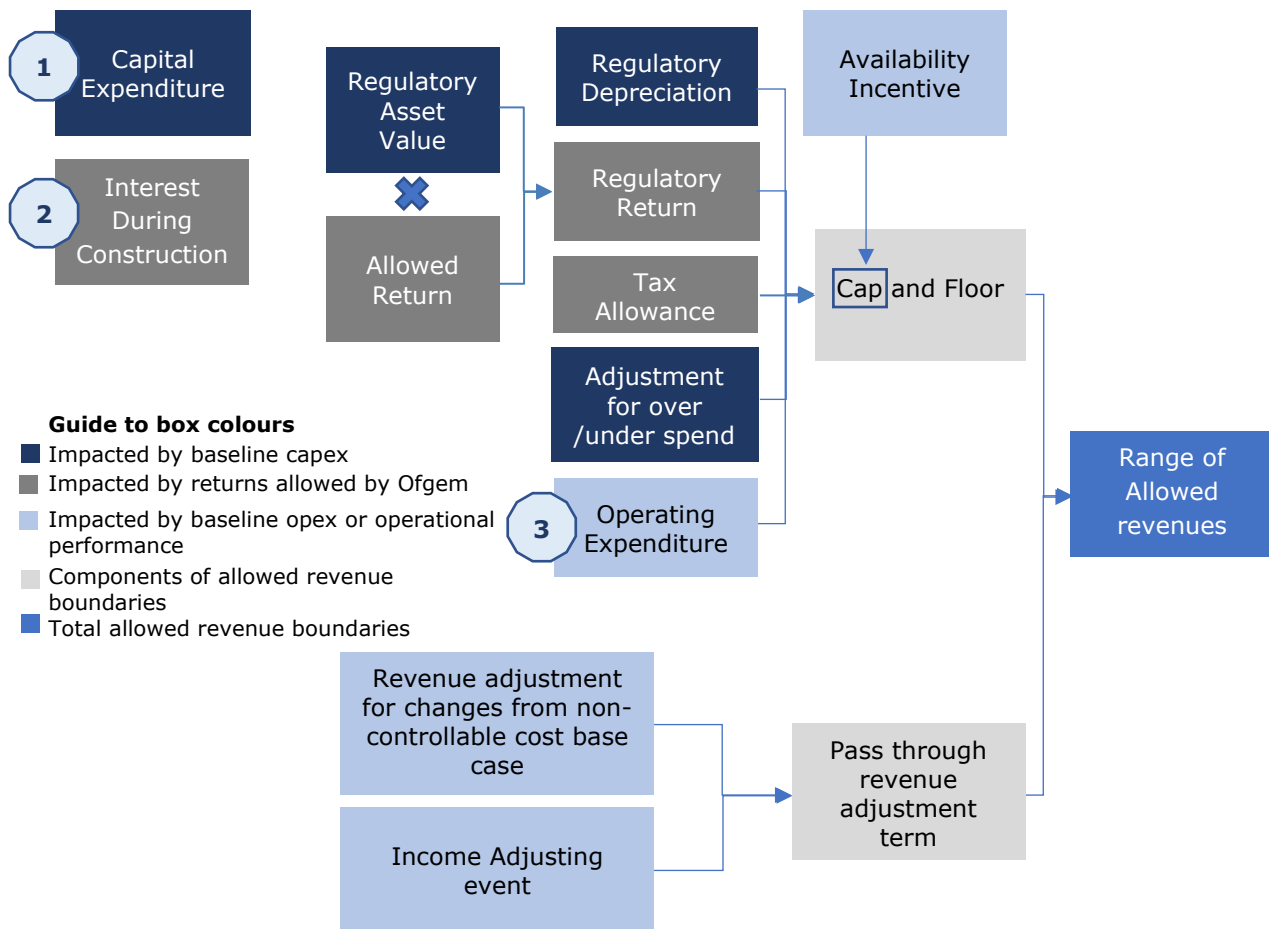 1
Capital
Expenditure
2
Interest
During
Construction
Regulatory
Asset
Value
Allowed
Return
Regulatory
Depreciation
Regulatory
Return
Tax
Allowance
Adjustment
for over
/under spend
3
Operating
Expenditure
Availability
Incentive
Cap and Floor
Guide to box colours
Impacted by baseline capex
Impacted by returns allowed by Ofgem
Impacted by baseline opex or operational
performance
Components of allowed revenue
boundaries
Total allowed revenue boundaries
Revenue adjustment
for changes from non-
controllable cost base
case
Income Adjusting
event
Pass through
revenue
adjustment
term
Range of
Allowed
revenues